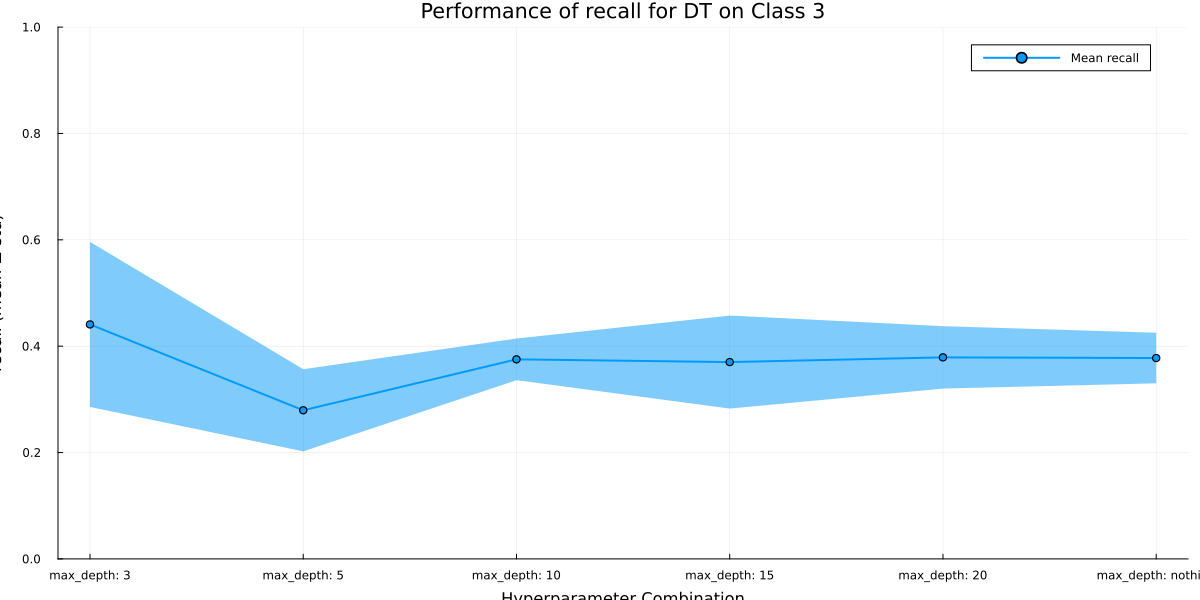 Performance of recall for DT on Class 3
Mean recall
1.0
0.8
0.6
0.4
0.2
0.0
max_depth: 3 max_depth: 5 max_depth: 10 max_depth: 15 max_depth: 20 max_depth: nothi
Hyperparameter Combination